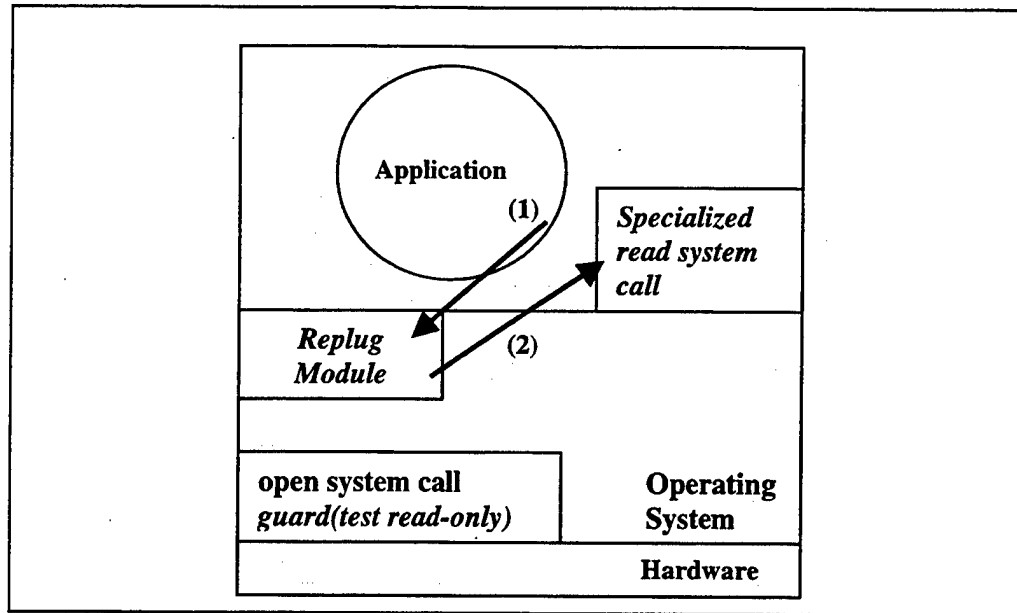 Application
(1)
Specialized
read system
call
Replug
Module
(2)
open system call
guard(test read-only)
Operating
System
Hardware